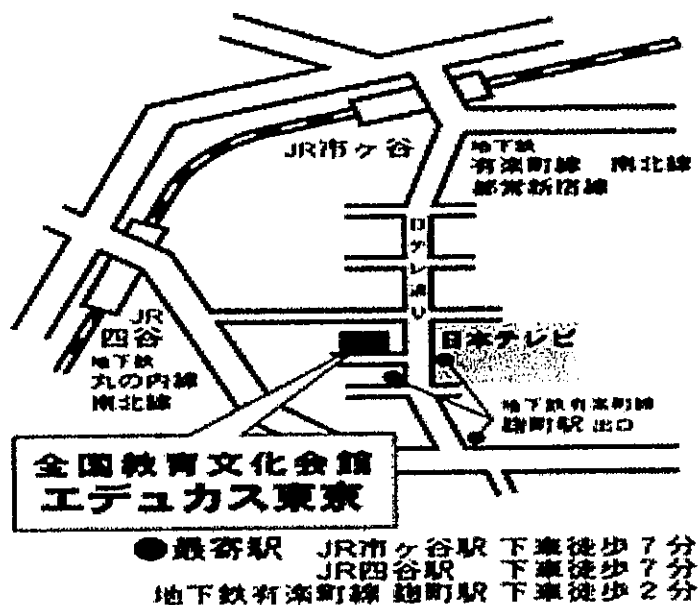 JR市ヶ谷
地下鉄
有楽町線 南北線
都営新宿線
日テレ通り
JR
四谷
地下鉄
丸の内線
南北線
日本テレビ
地下鉄有楽町線
麹町駅 出口
全国教育文化会館
エデュカス東京
●最寄駅 JR市ヶ谷駅 下車徒歩7分
JR四谷駅 下車徒歩7分
地下鉄有楽町線 麹町駅 下車徒歩2分